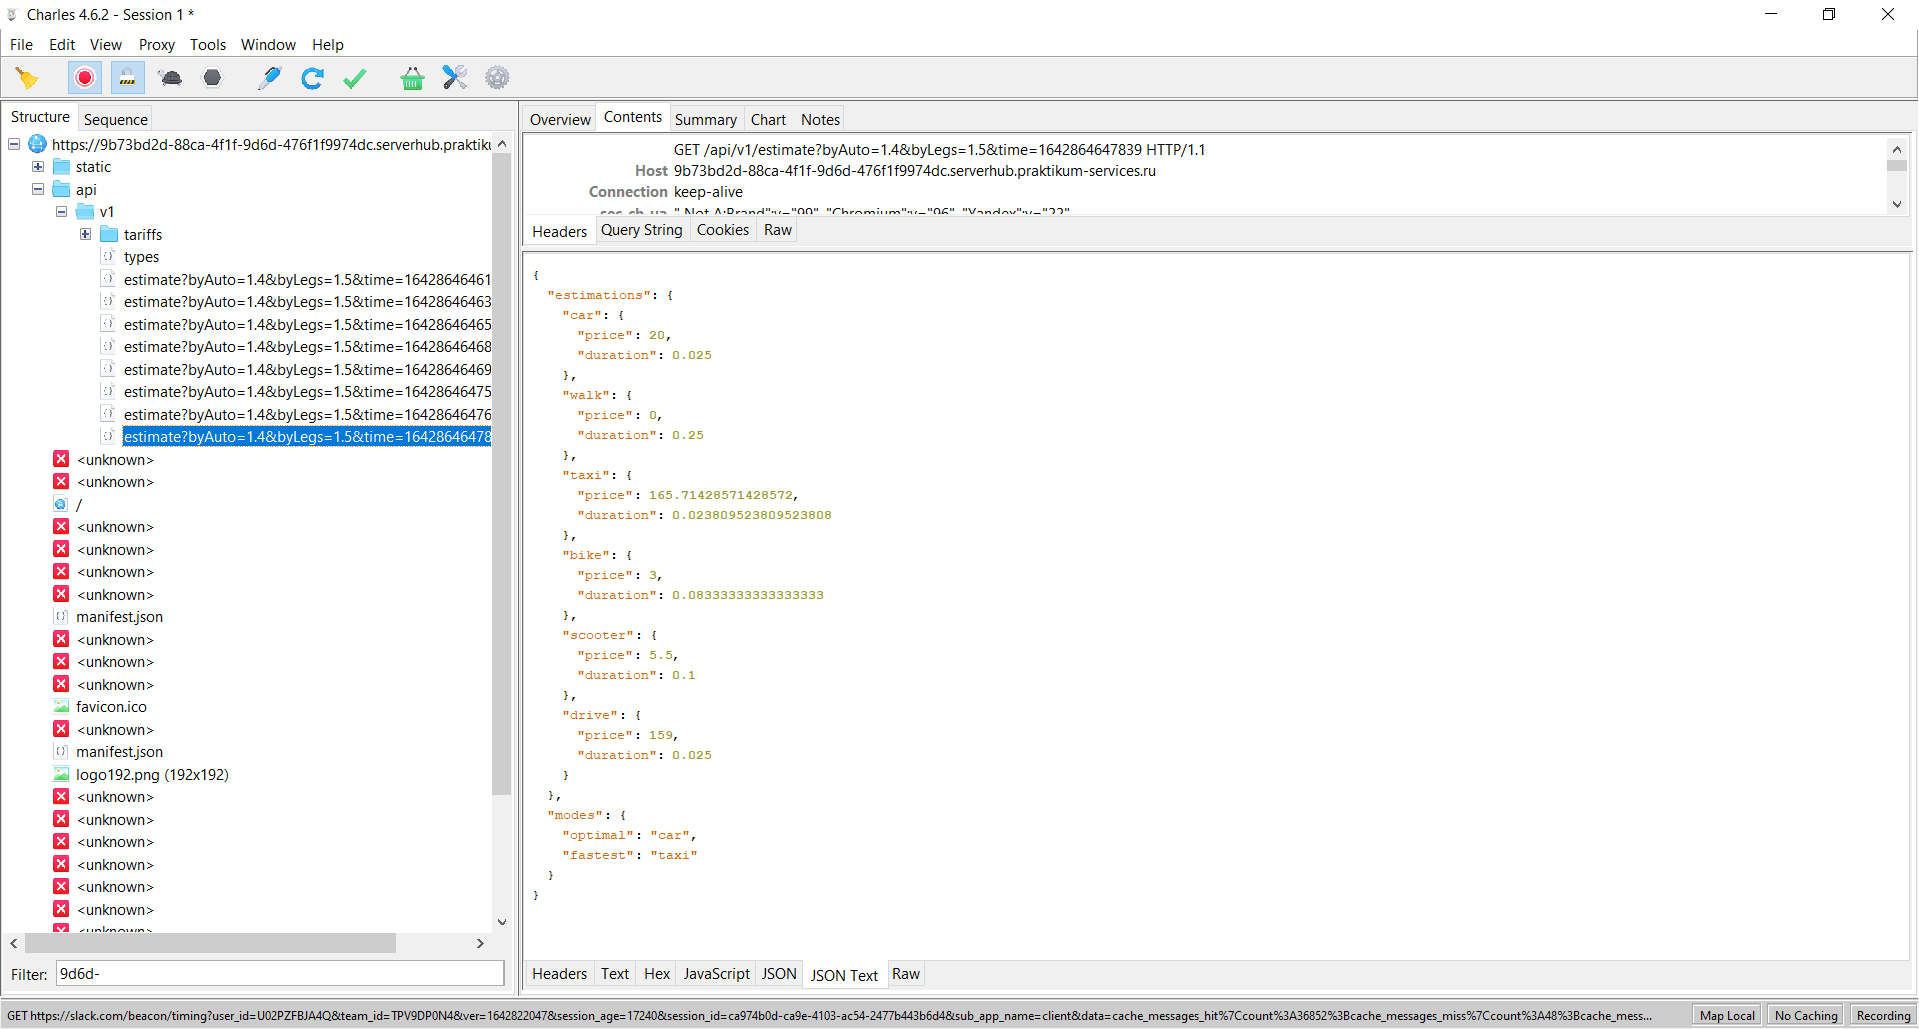 Charles 4.6.2 - Session 1 *
File Edit View Proxy Tools Window Help
Structure Sequence
https://9b73bd2d-88ca-4f1f-9d6d-476f1f9974dc.serverhub.praktiku
static
api
v1
tariffs
types
estimate?byAuto=1.4&byLegs=1.5&time=16428646461
estimate?byAuto=1.4&byLegs=1.5&time=16428646463
estimate?byAuto=1.4&byLegs=1.5&time=16428646465
estimate?byAuto=1.4&byLegs=1.5&time=16428646468
estimate?byAuto=1.4&byLegs=1.5&time=16428646469
estimate?byAuto=1.4&byLegs=1.5&time=16428646475
estimate?byAuto=1.4&byLegs=1.5&time=16428646476
estimate?byAuto=1.4&byLegs=1.5&time=16428646478
<unknown>
<unknown>
/
<unknown>
<unknown>
<unknown>
<unknown>
manifest.json
<unknown>
<unknown>
<unknown>
favicon.ico
<unknown>
manifest.json
logo192.png (192x192)
<unknown>
<unknown>
<unknown>
<unknown>
<unknown>
<unknown>
<unknown>
Filter: 9d6d-
Overview Contents Summary Chart Notes
GET /api/v1/estimate?byAuto=1.4&byLegs=1.5&time=1642864647839 HTTP/1.1
Host 9b73bd2d-88ca-4f1f-9d6d-476f1f9974dc.serverhub.praktikum-services.ru
Connection keep-alive
sec-ch-ua " Not A;Brand";v="99", "Chromium";v="96", "Yandex";v="22"
Headers Query String Cookies Raw
{
"estimations": {
"car": {
"price": 20,
"duration": 0.025
},
"walk": {
"price": 0,
"duration": 0.25
},
"taxi": {
"price": 165.71428571428572,
"duration": 0.023809523809523808
},
"bike": {
"price": 3,
"duration": 0.08333333333333333
},
"scooter": {
"price": 5.5,
"duration": 0.1
},
"drive": {
"price": 159,
"duration": 0.025
}
},
"modes": {
"optimal": "car",
"fastest": "taxi"
}
}
Headers Text Hex JavaScript JSON JSON Text Raw
GET https://slack.com/beacon/timing?user_id=U02PZFBJA4Q&team_id=TPV9DP0N4&ver=1642822047&session_age=17240&session_id=ca974b0d-ca9e-4103-ac54-2477b443b6d4&sub_app_name=client&data=cache_messages_hit%7Ccount%3A36852%3Bcache_messages_miss%7Ccount%3A48%3Bcache_mess...
Map Local No Caching Recording